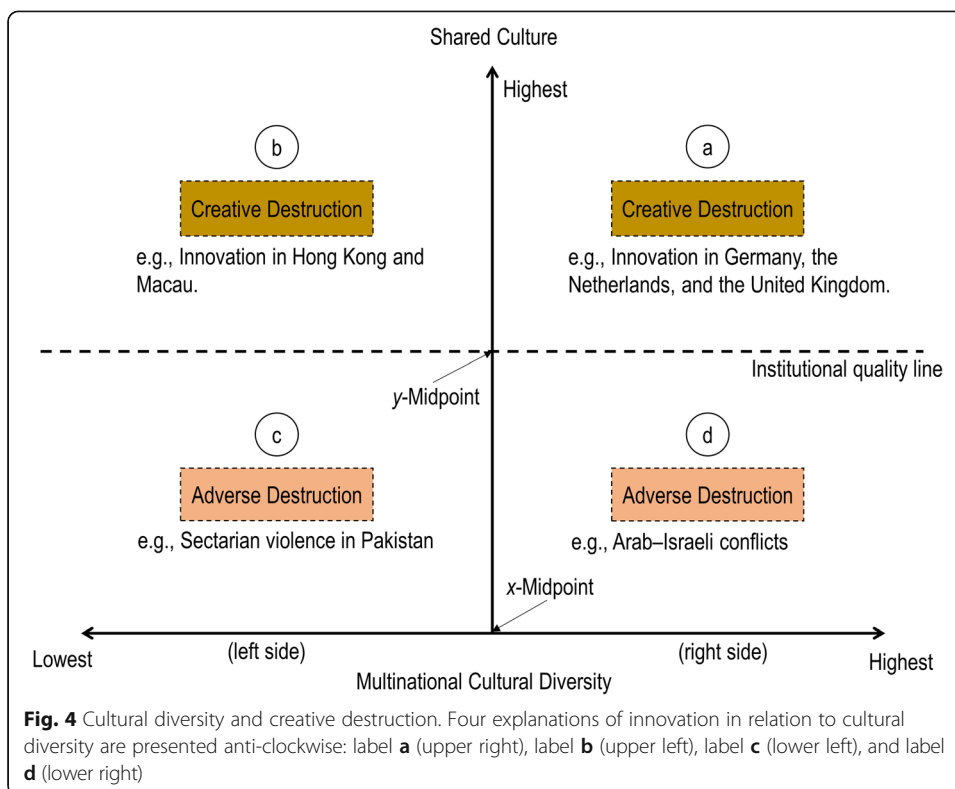 Shared Culture
Highest
b
a
Creative Destruction
Creative Destruction
e.g., Innovation in Hong Kong and
Macau.
e.g., Innovation in Germany, the
Netherlands, and the United Kingdom.
Institutional quality line
y-Midpoint
c
d
Adverse Destruction
Adverse Destruction
e.g., Sectarian violence in Pakistan
e.g., Arab–Israeli conflicts
x-Midpoint
Lowest
(left side)
(right side)
Highest
Multinational Cultural Diversity
Fig. 4 Cultural diversity and creative destruction. Four explanations of innovation in relation to cultural
diversity are presented anti-clockwise: label a (upper right), label b (upper left), label c (lower left), and label
d (lower right)